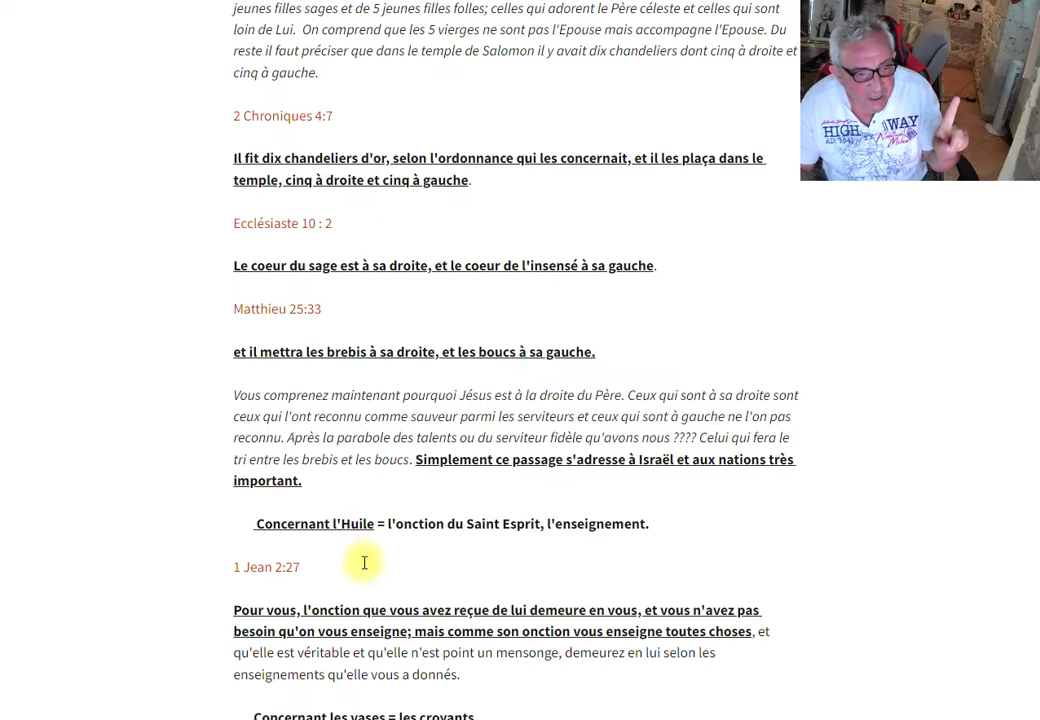 jeunes filles sages et de 5 jeunes filles folles; celles qui adorent le Père céleste et celles qui sont
loin de Lui.  On comprend que les 5 vierges ne sont pas l'Epouse mais accompagne l'Epouse. Du
reste il faut préciser que dans le temple de Salomon il y avait dix chandeliers dont cinq à droite et
cinq à gauche.
2 Chroniques 4:7
Il fit dix chandeliers d'or, selon l'ordonnance qui les concernait, et il les plaça dans le
temple, cinq à droite et cinq à gauche.
Ecclésiaste 10 : 2
Le coeur du sage est à sa droite, et le coeur de l'insensé à sa gauche.
Matthieu 25:33
et il mettra les brebis à sa droite, et les boucs à sa gauche.
Vous comprenez maintenant pourquoi Jésus est à la droite du Père. Ceux qui sont à sa droite sont
ceux qui l'ont reconnu comme sauveur parmi les serviteurs et ceux qui sont à gauche ne l'on pas
reconnu. Après la parabole des talents ou du serviteur fidèle qu'avons nous ???? Celui qui fera le
tri entre les brebis et les boucs. Simplement ce passage s'adresse à Israël et aux nations très
important.
Concernant l'Huile = l'onction du Saint Esprit, l'enseignement.
1 Jean 2:27
Pour vous, l'onction que vous avez reçue de lui demeure en vous, et vous n'avez pas
besoin qu'on vous enseigne; mais comme son onction vous enseigne toutes choses, et
qu'elle est véritable et qu'elle n'est point un mensonge, demeurez en lui selon les
enseignements qu'elle vous a donnés.
Concernant les vases = les croyants
HIGH
WAY